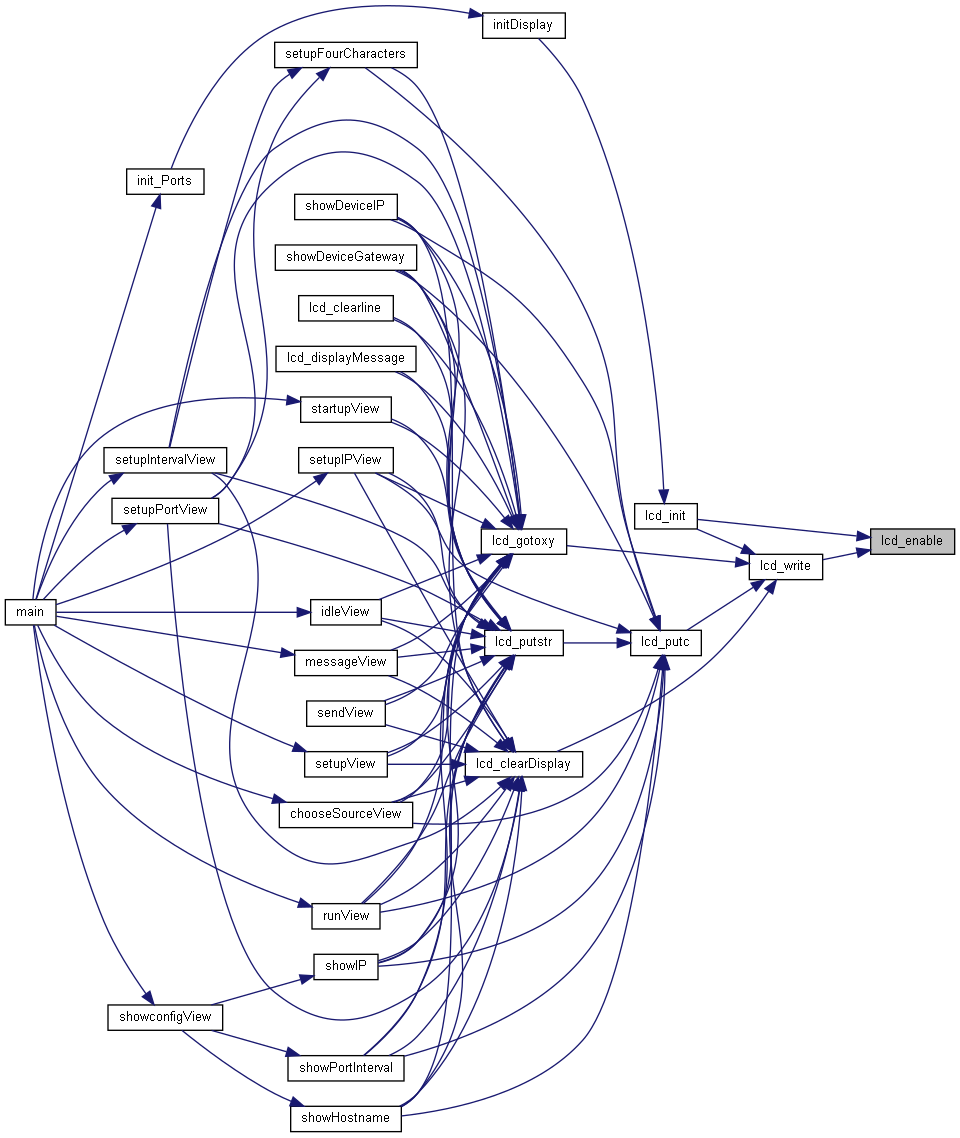 initDisplay
setupFourCharacters
init_Ports
showDeviceIP
showDeviceGateway
lcd_clearline
lcd_displayMessage
startupView
setupIntervalView
setupIPView
setupPortView
lcd_init
lcd_gotoxy
lcd_enable
lcd_write
main
idleView
lcd_putstr
lcd_putc
messageView
sendView
setupView
lcd_clearDisplay
chooseSourceView
runView
showIP
showconfigView
showPortInterval
showHostname